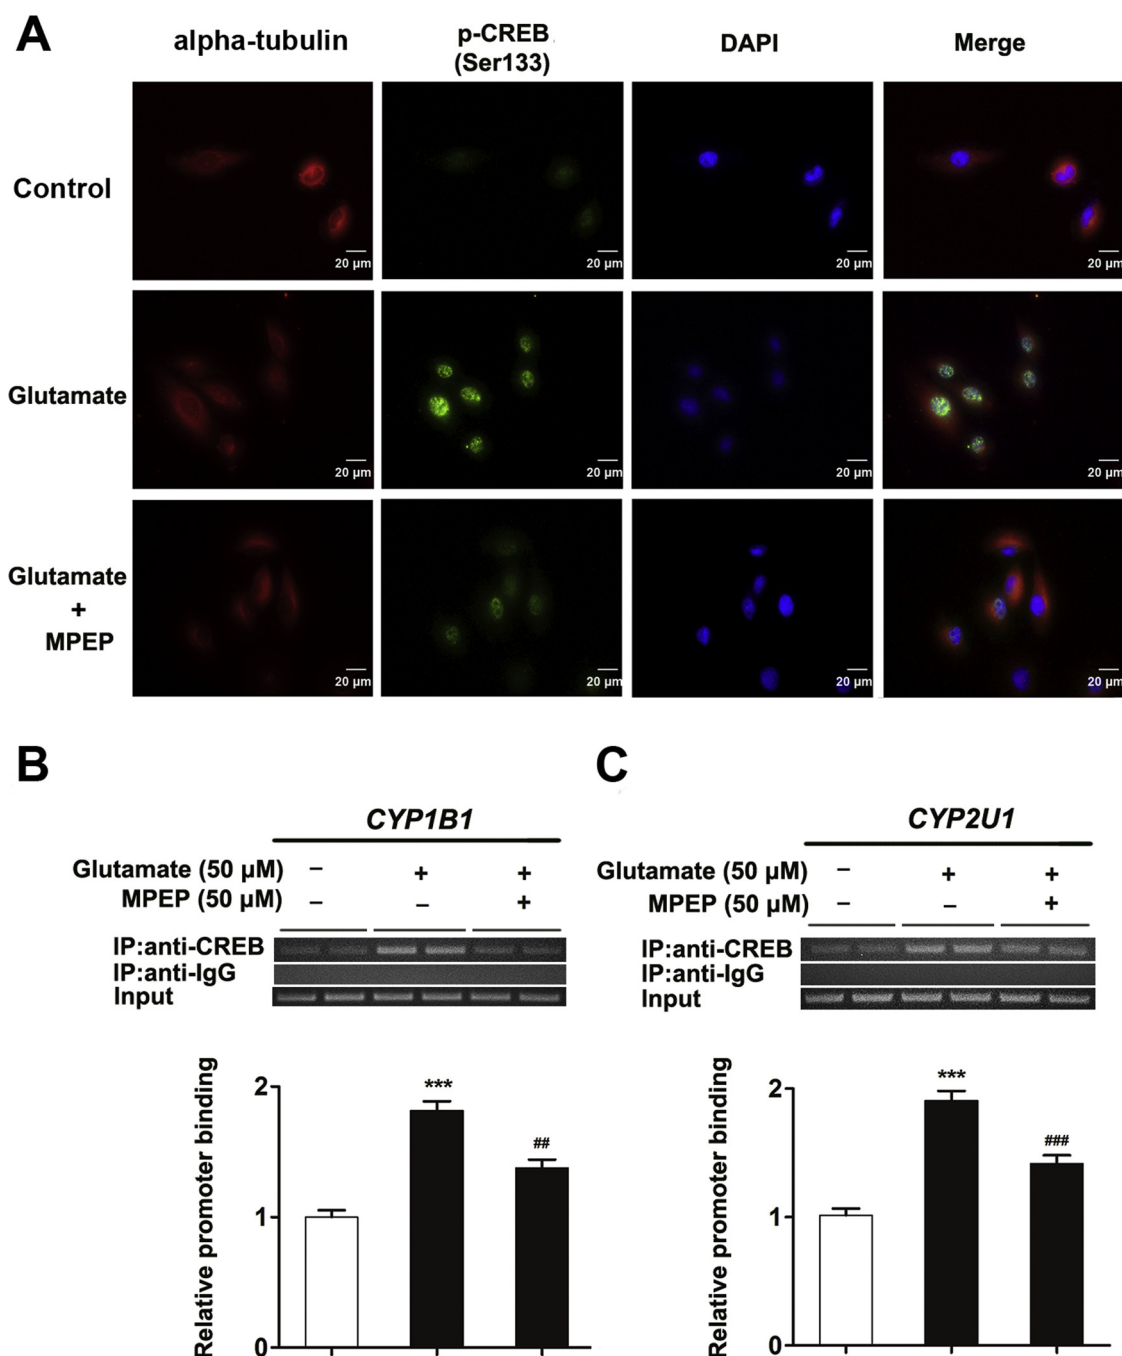 A
alpha-tubulin
p-CREB
(Ser133)
DAPI
Merge
Control
20 µm
20 µm
20 µm
20 µm
Glutamate
20 µm
20 µm
20 µm
20 µm
Glutamate
+
MPEP
20 µm
20 µm
20 µm
20 µm
B
CYP1B1
Glutamate (50 µM) – + +
MPEP (50 µM) – – +
IP:anti-CREB
IP:anti-IgG
Input
Relative promoter binding
2
1
0
***
##
C
CYP2U1
Glutamate (50 µM) – + +
MPEP (50 µM) – – +
IP:anti-CREB
IP:anti-IgG
Input
Relative promoter binding
2
1
0
***
###